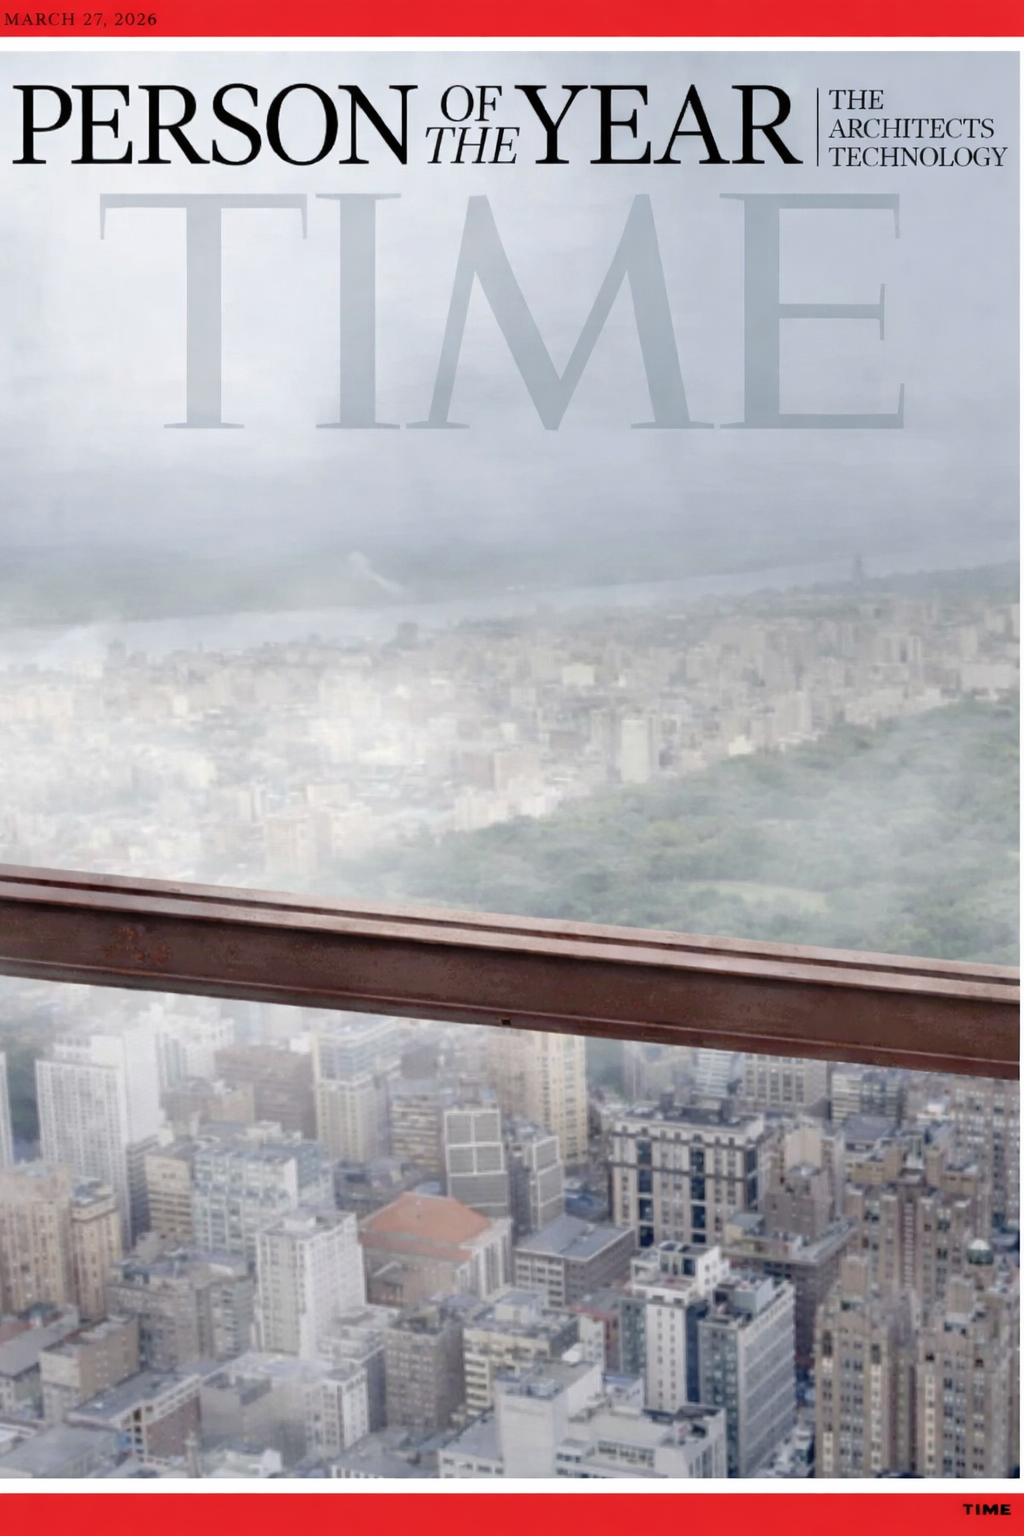 MARCH 27, 2026
PERSON OF THE YEAR
THE
ARCHITECTS
TECHNOLOGY
TIME
TIME